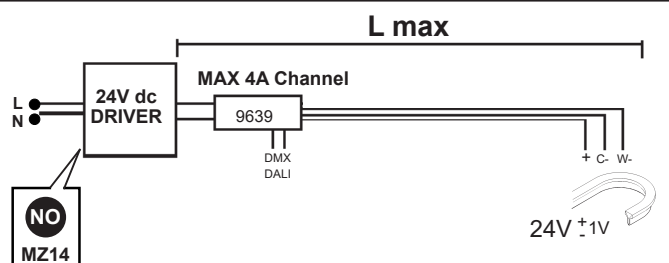 L max
MAX 4A Channel
24V dc
DRIVER
L
N
9639
DMX
DALI
+ C- W-
NO
MZ14
24V +- 1V